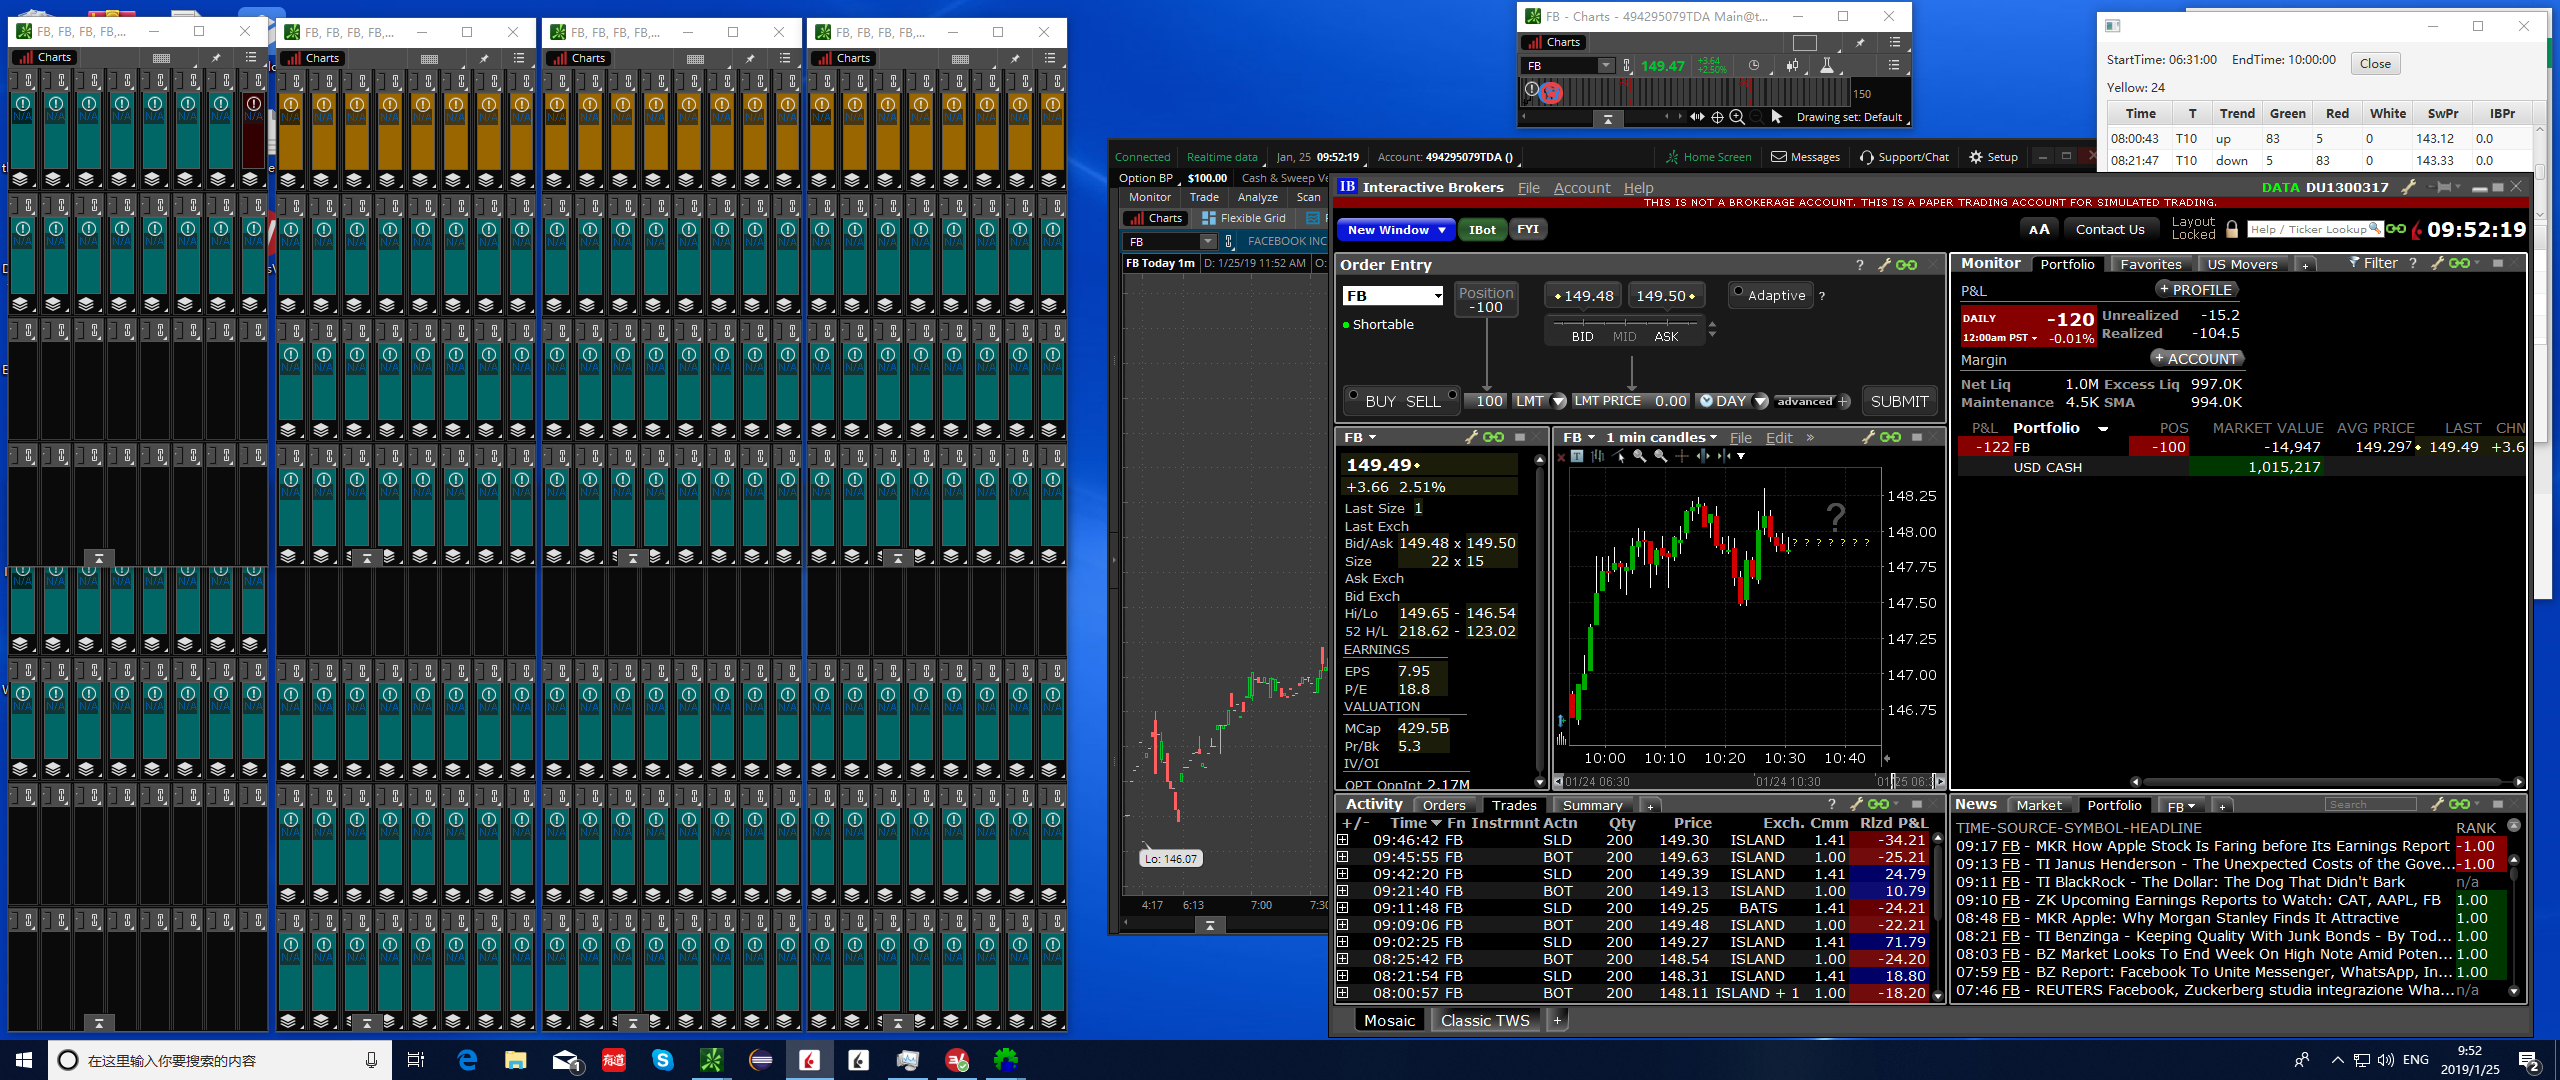 FB, FB, FB, FB,...
Charts
FB, FB, FB, FB,...
Charts
FB, FB, FB, FB,...
Charts
FB, FB, FB, FB,...
Charts
N/A
FB - Charts - 494295079TDA Main@t...
Charts
FB 149.47 +3.64 +2.50%
150
Drawing set: Default
StartTime: 06:31:00 EndTime: 10:00:00 Close
Yellow: 24
Time T Trend Green Red White SwPr IBPr
08:00:43 T10 up 83 5 0 143.12 0.0
08:21:47 T10 down 5 83 0 143.33 0.0
Connected Realtime data Jan, 25 09:52:19 Account: 494295079TDA () Home Screen Messages Support/Chat Setup
Option BP $100.00 Cash & Sweep Ve
Monitor Trade Analyze Scan
Charts Flexible Grid
FB FACEBOOK INC
FB Today 1m D: 1/25/19 11:52 AM O:
Lo: 146.07
4:17 6:13 7:00 7:30
IB Interactive Brokers File Account Help DATA DU1300317
THIS IS NOT A BROKERAGE ACCOUNT. THIS IS A PAPER TRADING ACCOUNT FOR SIMULATED TRADING.
New Window IBot FYI AA Contact Us Layout Locked Help / Ticker Lookup 09:52:19
Order Entry ?
FB Position -100 149.48 149.50 Adaptive ?
Shortable
BID MID ASK
BUY SELL 100 LMT LMT PRICE 0.00 DAY advanced + SUBMIT
FB
149.49
+3.66 2.51%
Last Size 1
Last Exch
Bid/Ask 149.48 x 149.50
Size 22 x 15
Ask Exch
Bid Exch
Hi/Lo 149.65 - 146.54
52 H/L 218.62 - 123.02
EARNINGS
EPS 7.95
P/E 18.8
VALUATION
MCap 429.5B
Pr/Bk 5.3
IV/OI
OPT OpnInt 2.17M
FB 1 min candles File Edit »
?
? ? ? ? ? ? ?
148.25
148.00
147.75
147.50
147.25
147.00
146.75
10:00 10:10 10:20 10:30 10:40
01/24 06:30 01/24 10:30
Monitor Portfolio Favorites US Movers + Filter ?
P&L + PROFILE
DAILY -120 Unrealized -15.2
12:00am PST -0.01% Realized -104.5
Margin + ACCOUNT
Net Liq 1.0M Excess Liq 997.0K
Maintenance 4.5K SMA 994.0K
P&L Portfolio POS MARKET VALUE AVG PRICE LAST CHN
-122 FB -100 -14,947 149.297 149.49 +3.6
USD CASH 1,015,217
Activity Orders Trades Summary + ?
+/- Time Fn Instrmnt Actn Qty Price Exch. Cmm Rlzd P&L
09:46:42 FB SLD 200 149.30 ISLAND 1.41 -34.21
09:45:55 FB BOT 200 149.63 ISLAND 1.00 -25.21
09:42:20 FB SLD 200 149.39 ISLAND 1.41 24.79
09:21:40 FB BOT 200 149.13 ISLAND 1.00 10.79
09:11:48 FB SLD 200 149.25 BATS 1.41 -24.21
09:09:06 FB BOT 200 149.48 ISLAND 1.00 -22.21
09:02:25 FB SLD 200 149.27 ISLAND 1.41 71.79
08:25:42 FB BOT 200 148.54 ISLAND 1.00 -24.20
08:21:54 FB SLD 200 148.31 ISLAND 1.41 18.80
08:00:57 FB BOT 200 148.11 ISLAND + 1 1.00 -18.20
News Market Portfolio FB + Search
TIME-SOURCE-SYMBOL-HEADLINE RANK
09:17 FB - MKR How Apple Stock Is Faring before Its Earnings Report -1.00
09:13 FB - TI Janus Henderson - The Unexpected Costs of the Gove... -1.00
09:11 FB - TI BlackRock - The Dollar: The Dog That Didn't Bark n/a
09:10 FB - ZK Upcoming Earnings Reports to Watch: CAT, AAPL, FB 1.00
08:48 FB - MKR Apple: Why Morgan Stanley Finds It Attractive 1.00
08:21 FB - TI Benzinga - Keeping Quality With Junk Bonds - By Tod... 1.00
08:03 FB - BZ Market Looks To End Week On High Note Amid Poten... 1.00
07:59 FB - BZ Report: Facebook To Unite Messenger, WhatsApp, In... 1.00
07:46 FB - REUTERS Facebook, Zuckerberg studia integrazione Wha... n/a
Mosaic Classic TWS +
在这里输入你要搜索的内容
有道
ENG
9:52
2019/1/25